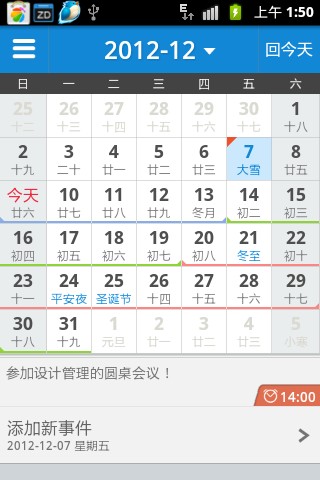 ZD 上午 1:50
2012-12 回今天
日 一 二 三 四 五 六
25 26 27 28 29 30 1
十二 十三 十四 十五 十六 十七 十八
2 3 4 5 6 7 8
十九 二十 廿一 廿二 廿三 大雪 廿五
今天 10 11 12 13 14 15
廿六 廿七 廿八 廿九 冬月 初二 初三
16 17 18 19 20 21 22
初四 初五 初六 初七 初八 冬至 初十
23 24 25 26 27 28 29
十一 平安夜 圣诞节 十四 十五 十六 十七
30 31 1 2 3 4 5
十八 十九 元旦 廿一 廿二 廿三 小寒
参加设计管理的圆桌会议！
14:00
添加新事件
2012-12-07 星期五